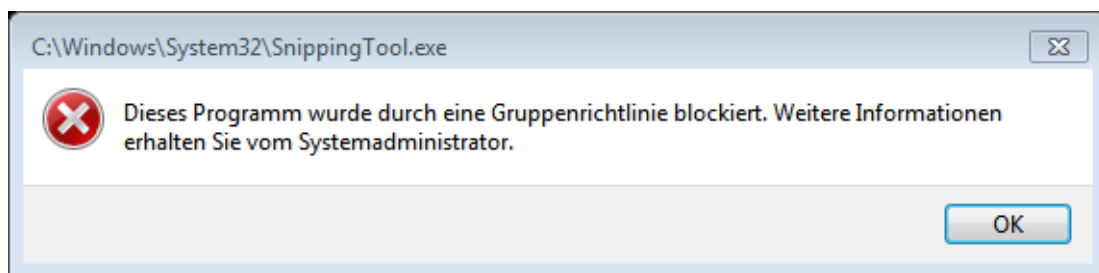 C:\Windows\System32\SnippingTool.exe
Dieses Programm wurde durch eine Gruppenrichtlinie blockiert. Weitere Informationen
erhalten Sie vom Systemadministrator.
OK